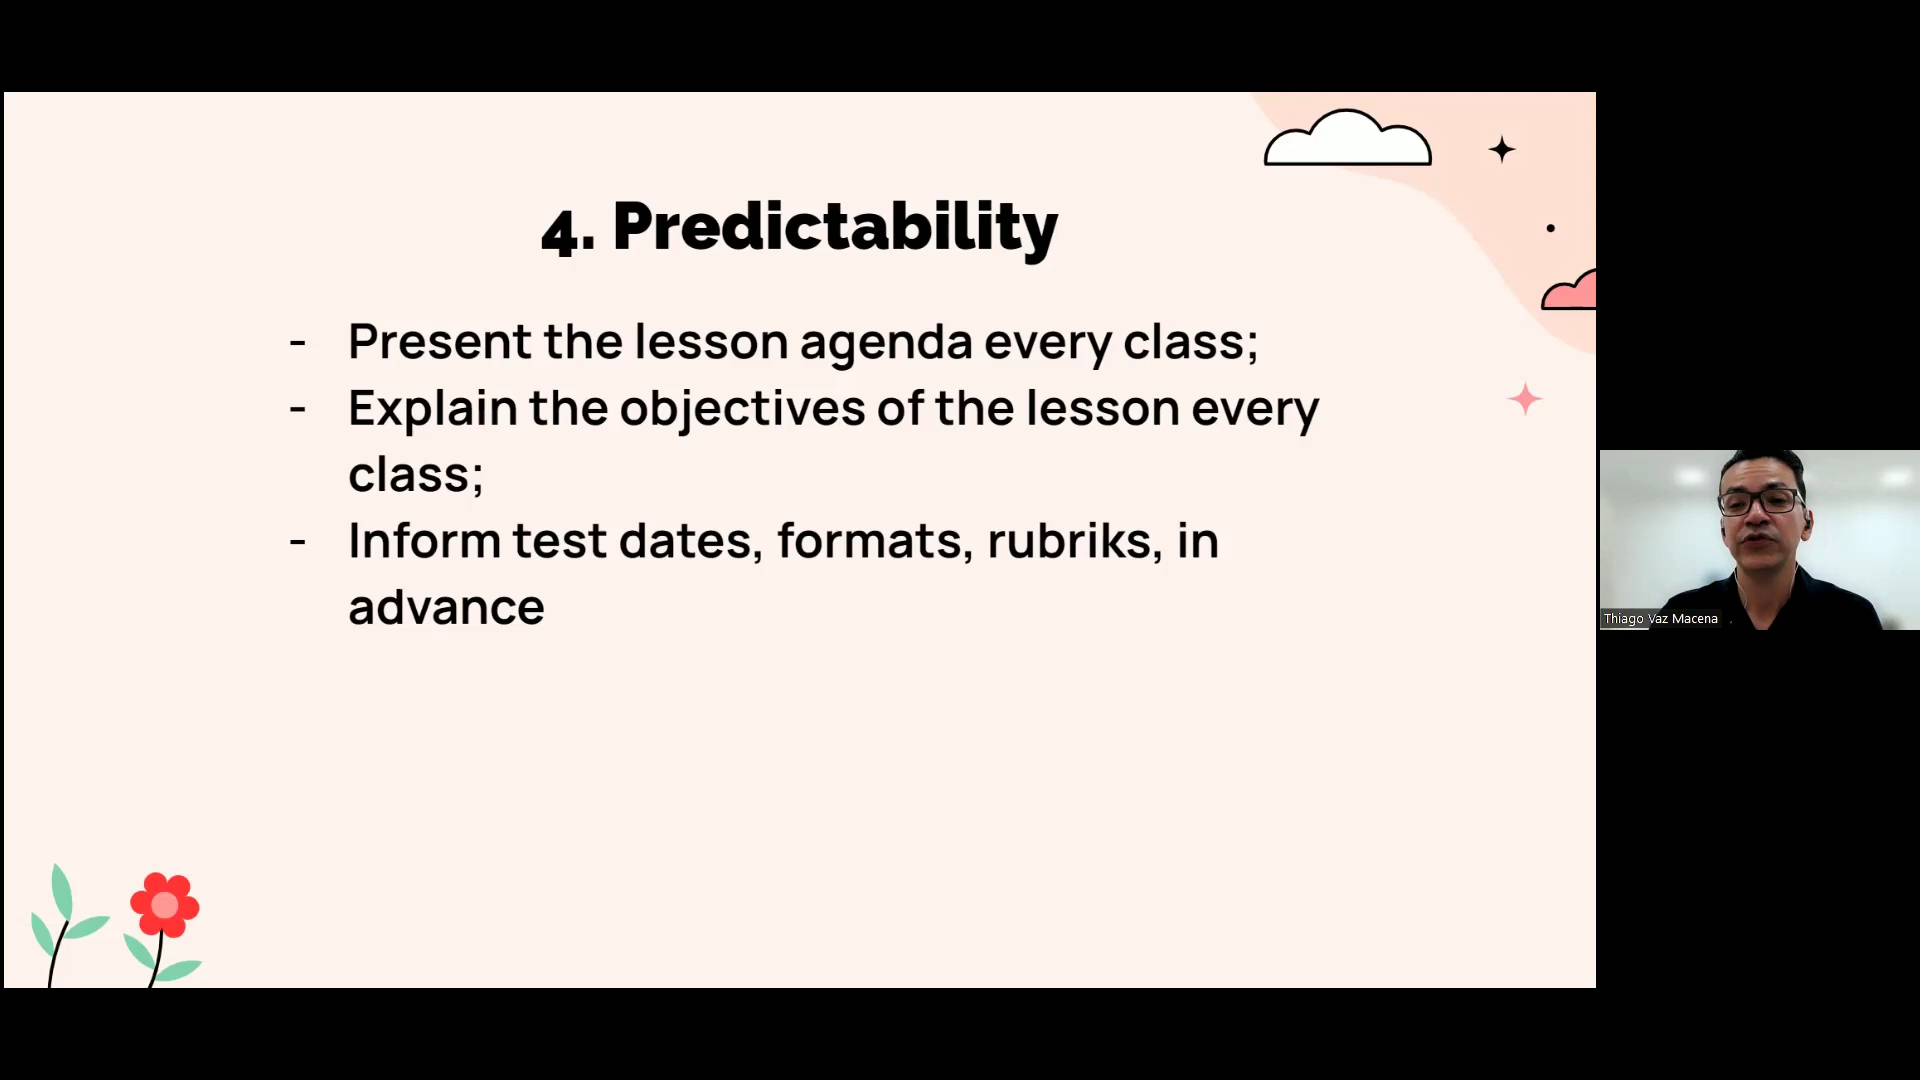 4. Predictability
- Present the lesson agenda every class;
- Explain the objectives of the lesson every
class;
- Inform test dates, formats, rubriks, in
advance
Thiago Vaz Macena